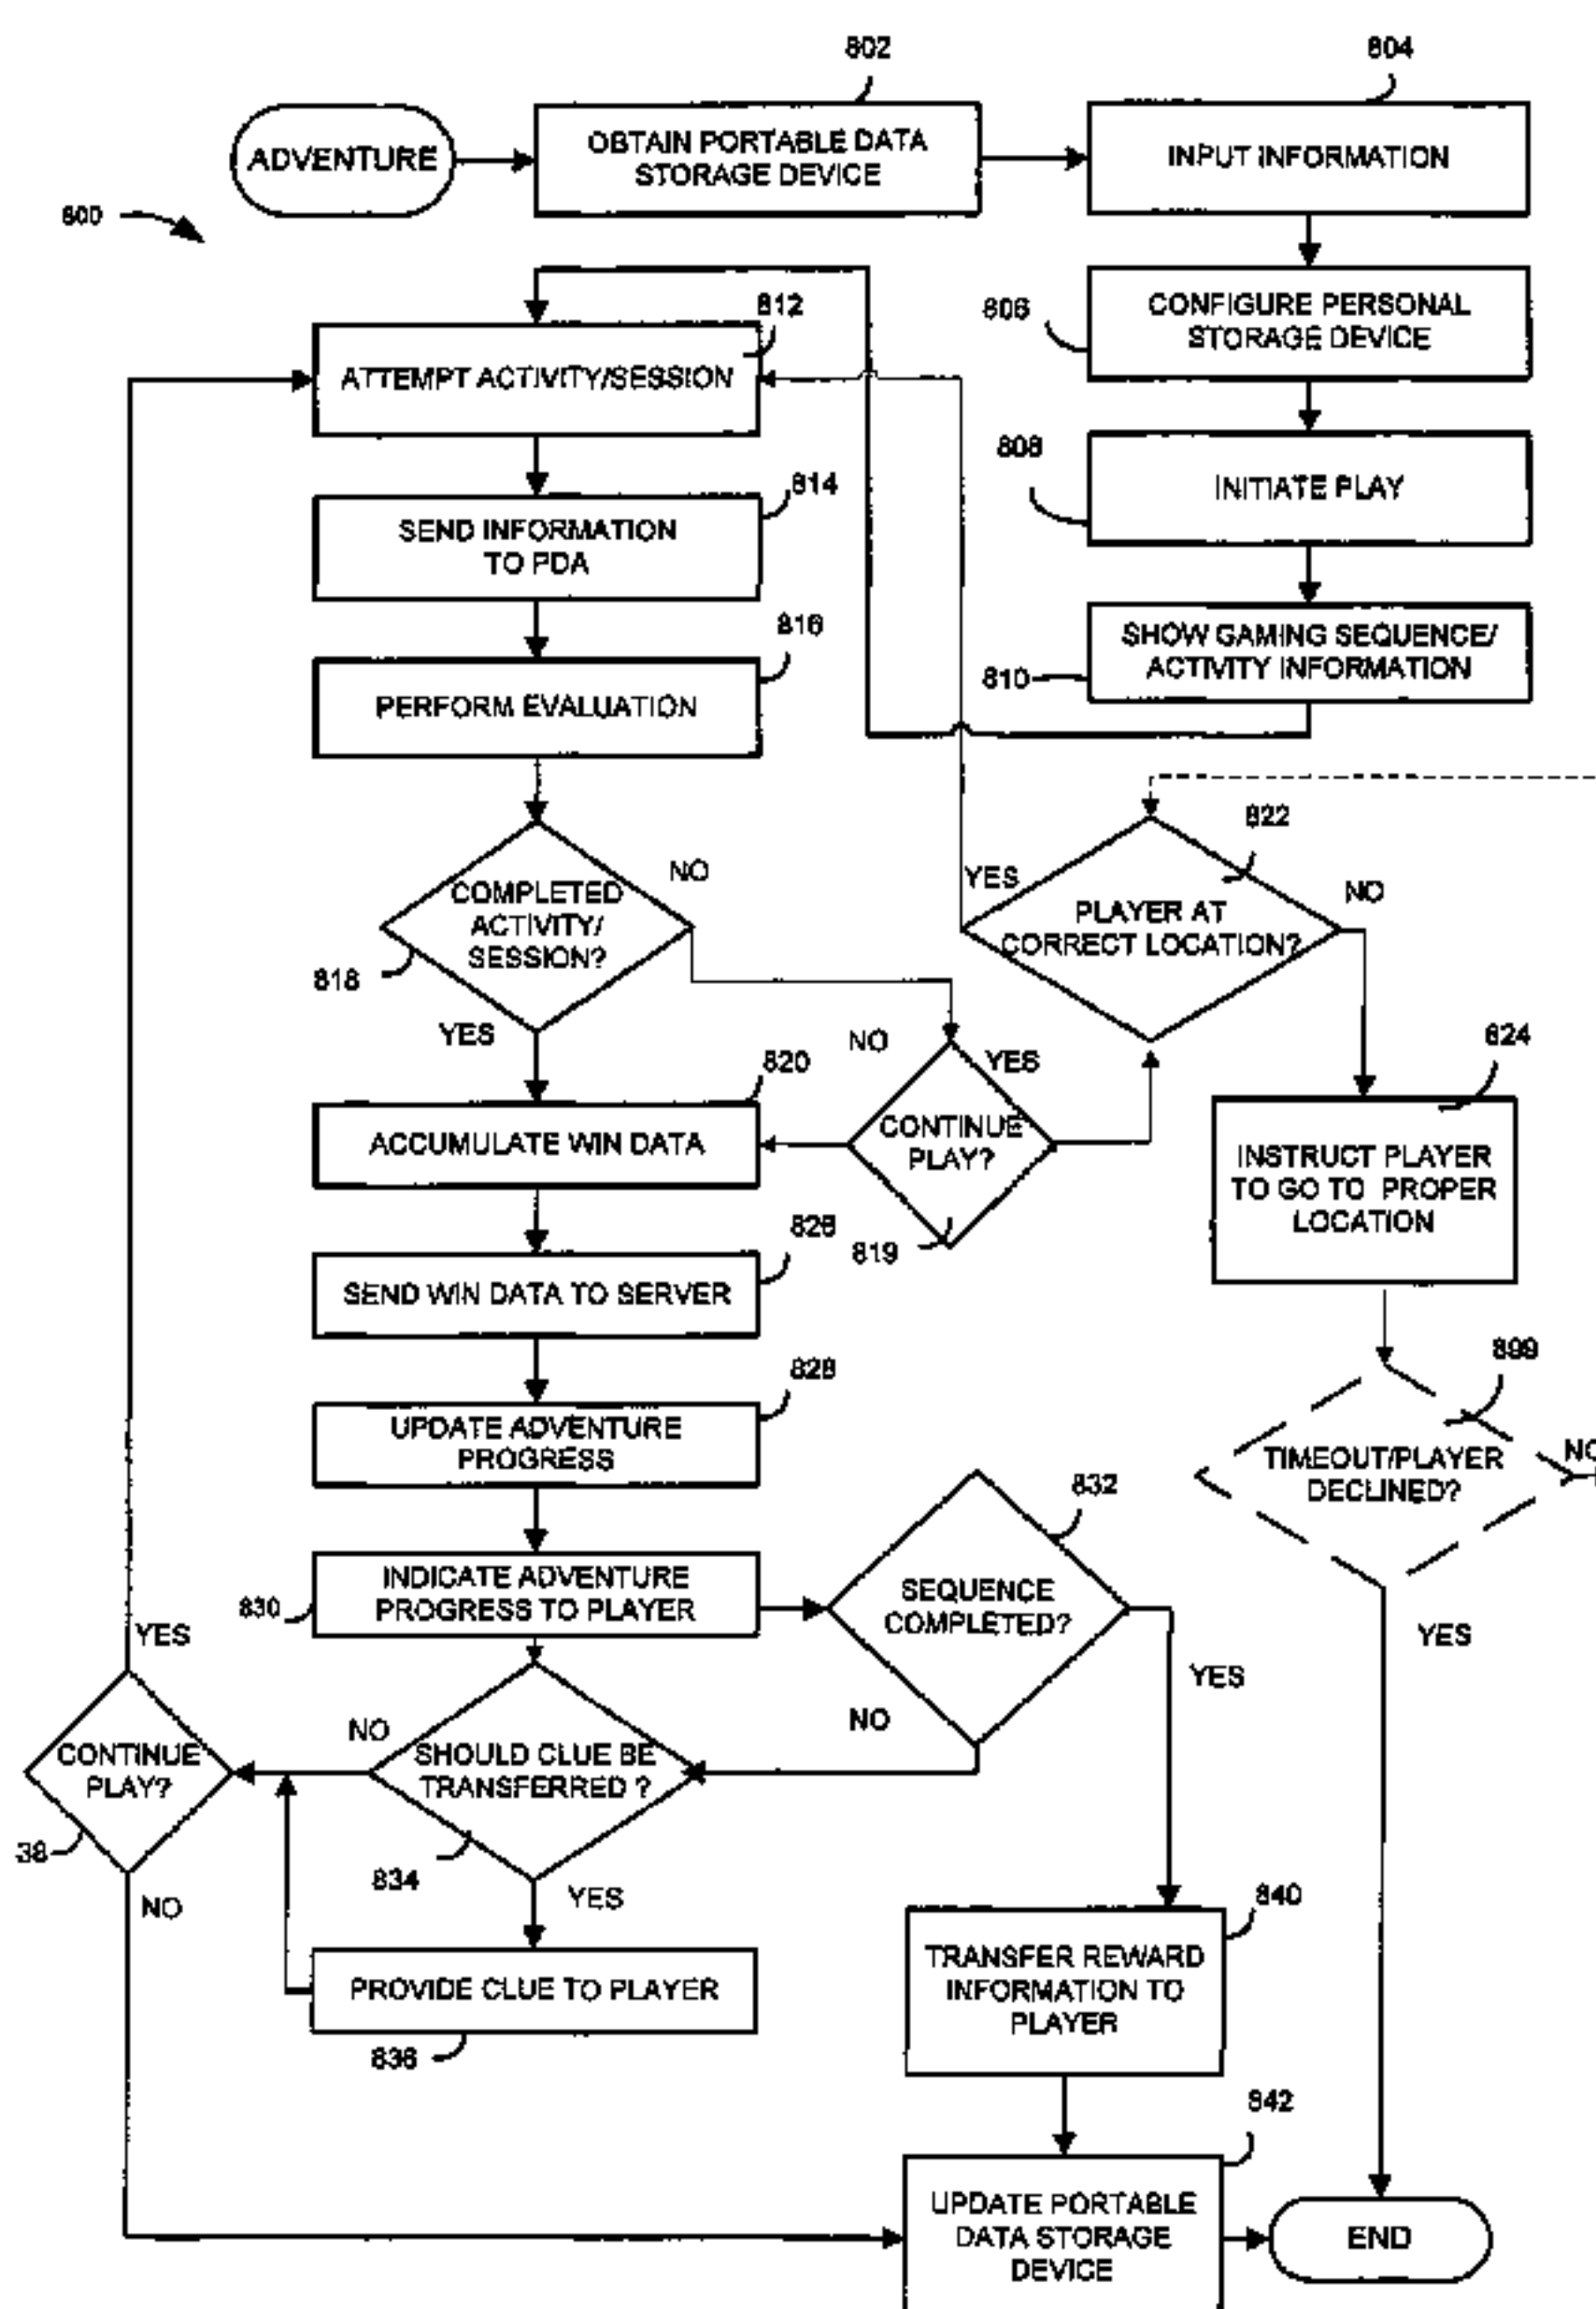 802
804
ADVENTURE
OBTAIN PORTABLE DATA
STORAGE DEVICE
INPUT INFORMATION
800
806
CONFIGURE PERSONAL
STORAGE DEVICE
812
ATTEMPT ACTIVITY/SESSION
808
INITIATE PLAY
814
SEND INFORMATION
TO PDA
810
SHOW GAMING SEQUENCE/
ACTIVITY INFORMATION
816
PERFORM EVALUATION
822
YES
NO
PLAYER AT
CORRECT LOCATION?
NO
COMPLETED
ACTIVITY/
SESSION?
818
YES
NO
YES
CONTINUE
PLAY?
819
824
INSTRUCT PLAYER
TO GO TO PROPER
LOCATION
820
ACCUMULATE WIN DATA
826
SEND WIN DATA TO SERVER
828
UPDATE ADVENTURE
PROGRESS
899
TIMEOUT/PLAYER
DECLINED?
NO
YES
830
INDICATE ADVENTURE
PROGRESS TO PLAYER
832
SEQUENCE
COMPLETED?
YES
NO
YES
CONTINUE
PLAY?
38
NO
NO
SHOULD CLUE BE
TRANSFERRED ?
834
YES
PROVIDE CLUE TO PLAYER
836
840
TRANSFER REWARD
INFORMATION TO
PLAYER
842
UPDATE PORTABLE
DATA STORAGE
DEVICE
END